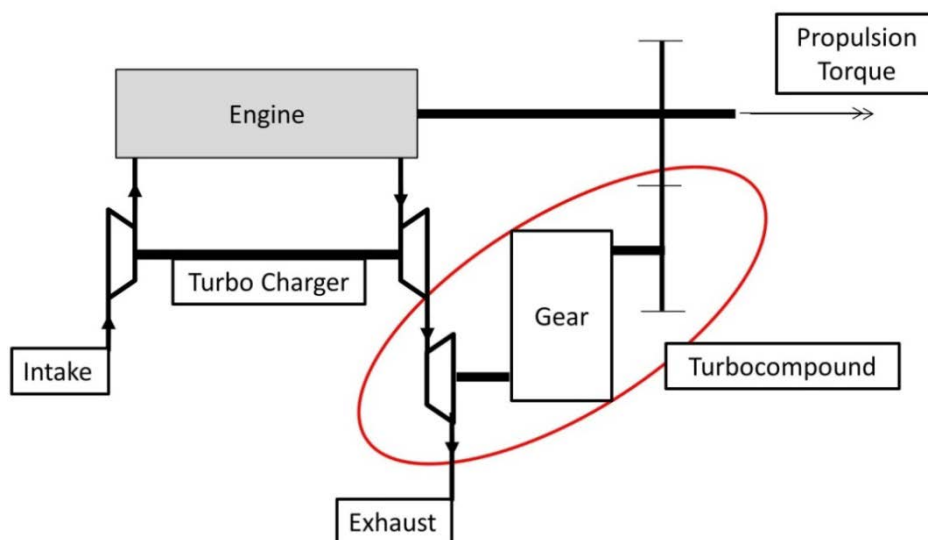 Propulsion
Torque
Engine
Turbo Charger
Gear
Intake
Turbocompound
Exhaust